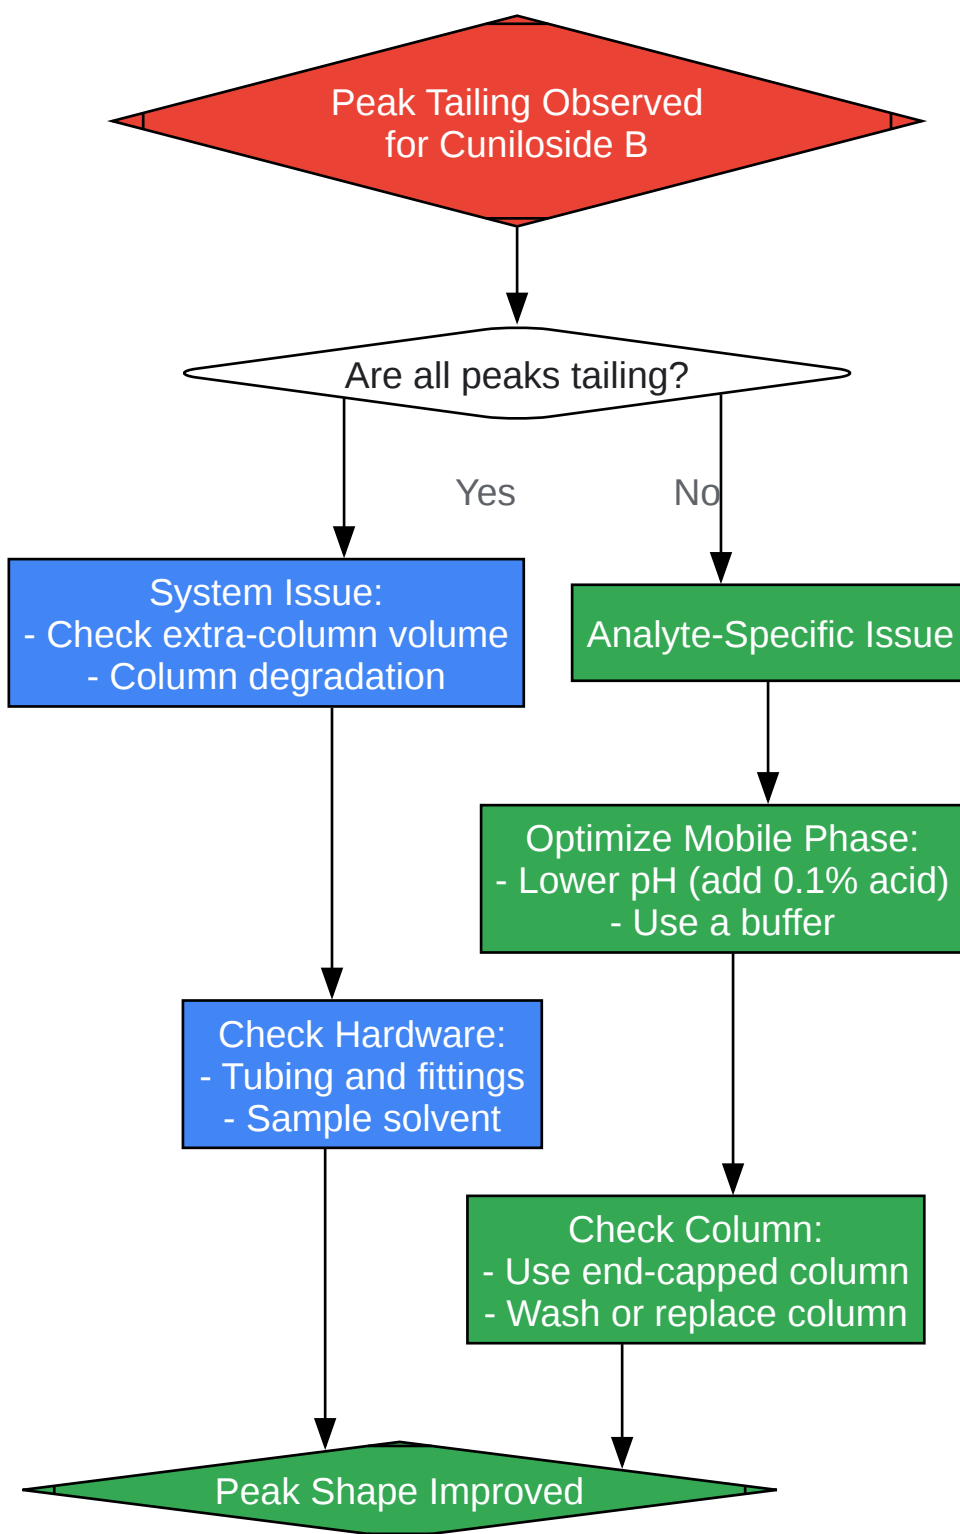 Peak Tailing Observed
for Cuniloside B
Are all peaks tailing?
Yes
No
System Issue:
- Check extra-column volume
- Column degradation
Analyte-Specific Issue
Optimize Mobile Phase:
- Lower pH (add 0.1% acid)
- Use a buffer
Check Hardware:
- Tubing and fittings
- Sample solvent
Check Column:
- Use end-capped column
- Wash or replace column
Peak Shape Improved